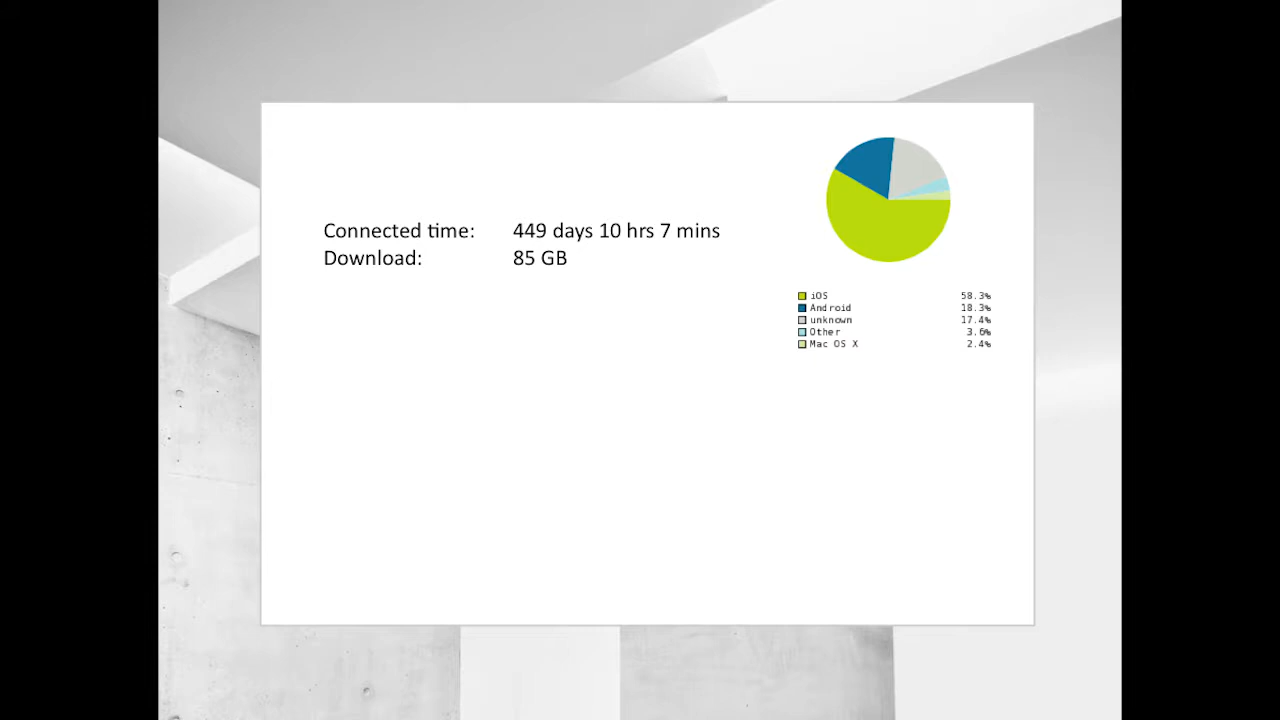 Connected time: 449 days 10 hrs 7 mins
Download: 85 GB
iOS 58.3%
Android 18.3%
unknown 17.4%
Other 3.6%
Mac OS X 2.4%